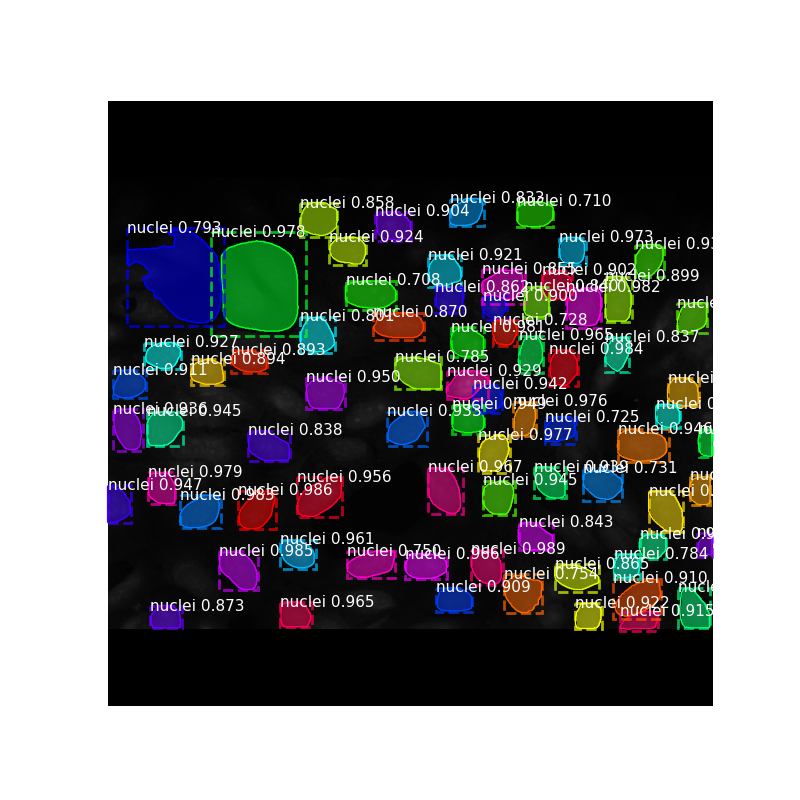 nuclei 0.858
nuclei 0.833
nuclei 0.710
nuclei 0.904
nuclei 0.793
nuclei 0.978
nuclei 0.924
nuclei 0.973
nuclei 0.921
nuclei 0.902
nuclei 0.899
nuclei 0.708
nuclei 0.862
nuclei 0.982
nuclei 0.900
nuclei 0.801
nuclei 0.870
nuclei 0.728
nuclei 0.981
nuclei 0.965
nuclei 0.837
nuclei 0.927
nuclei 0.893
nuclei 0.984
nuclei 0.894
nuclei 0.785
nuclei 0.911
nuclei 0.950
nuclei 0.929
nuclei
nuclei 0.942
nuclei 0.976
nuclei 0.936
nuclei 0.945
nuclei 0.725
nuclei 0.946
nuclei 0.838
nuclei 0.977
nuclei 0.979
nuclei 0.956
nuclei 0.967
nuclei 0.731
nuclei 0.947
nuclei 0.986
nuclei 0.945
nuclei 0.843
nuclei 0.961
nuclei 0.985
nuclei 0.750
nuclei 0.989
nuclei 0.784
nuclei 0.865
nuclei 0.754
nuclei 0.909
nuclei 0.910
nuclei 0.873
nuclei 0.965
nuclei 0.922
nuclei 0.915